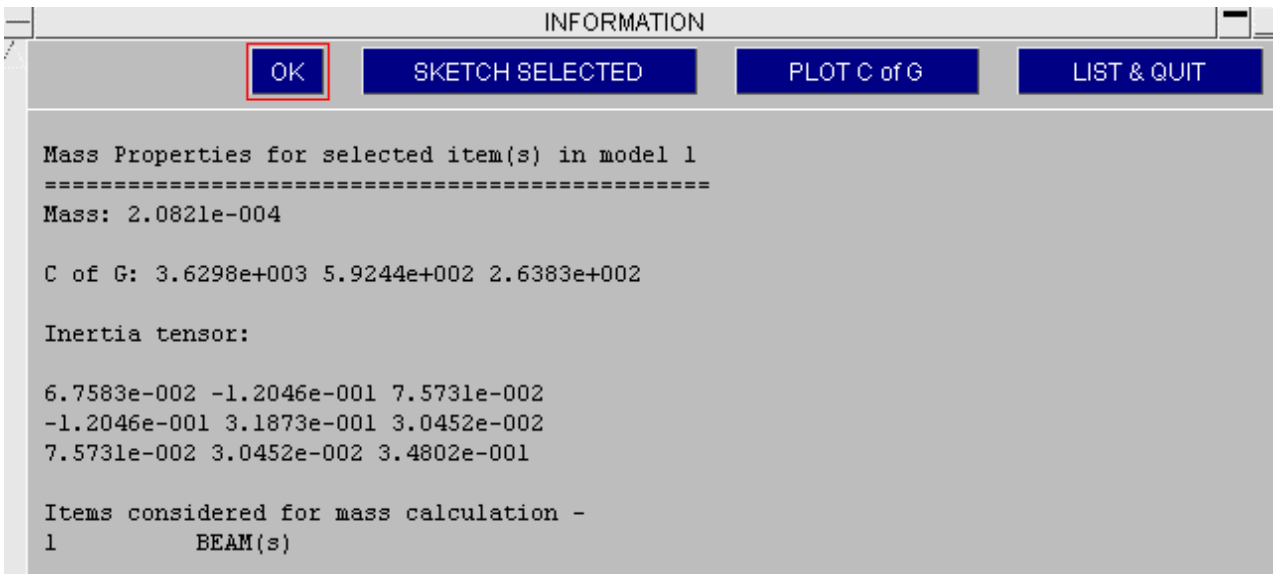 INFORMATION
OK SKETCH SELECTED PLOT C of G LIST & QUIT
Mass Properties for selected item(s) in model 1
================================================
Mass: 2.0821e-004
C of G: 3.6298e+003 5.9244e+002 2.6383e+002
Inertia tensor:
6.7583e-002 -1.2046e-001 7.5731e-002
-1.2046e-001 3.1873e-001 3.0452e-002
7.5731e-002 3.0452e-002 3.4802e-001
Items considered for mass calculation -
1 BEAM(s)